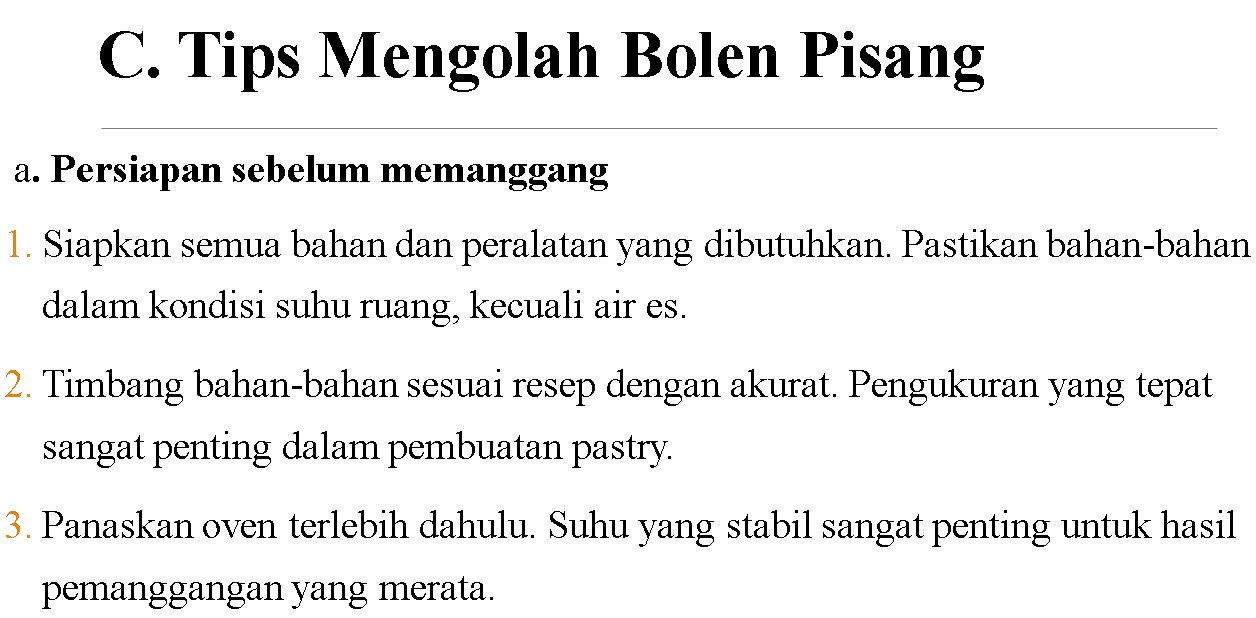 C. Tips Mengolah Bolen Pisang
a. Persiapan sebelum memanggang
1. Siapkan semua bahan dan peralatan yang dibutuhkan. Pastikan bahan-bahan
dalam kondisi suhu ruang, kecuali air es.
2. Timbang bahan-bahan sesuai resep dengan akurat. Pengukuran yang tepat
sangat penting dalam pembuatan pastry.
3. Panaskan oven terlebih dahulu. Suhu yang stabil sangat penting untuk hasil
pemanggangan yang merata.